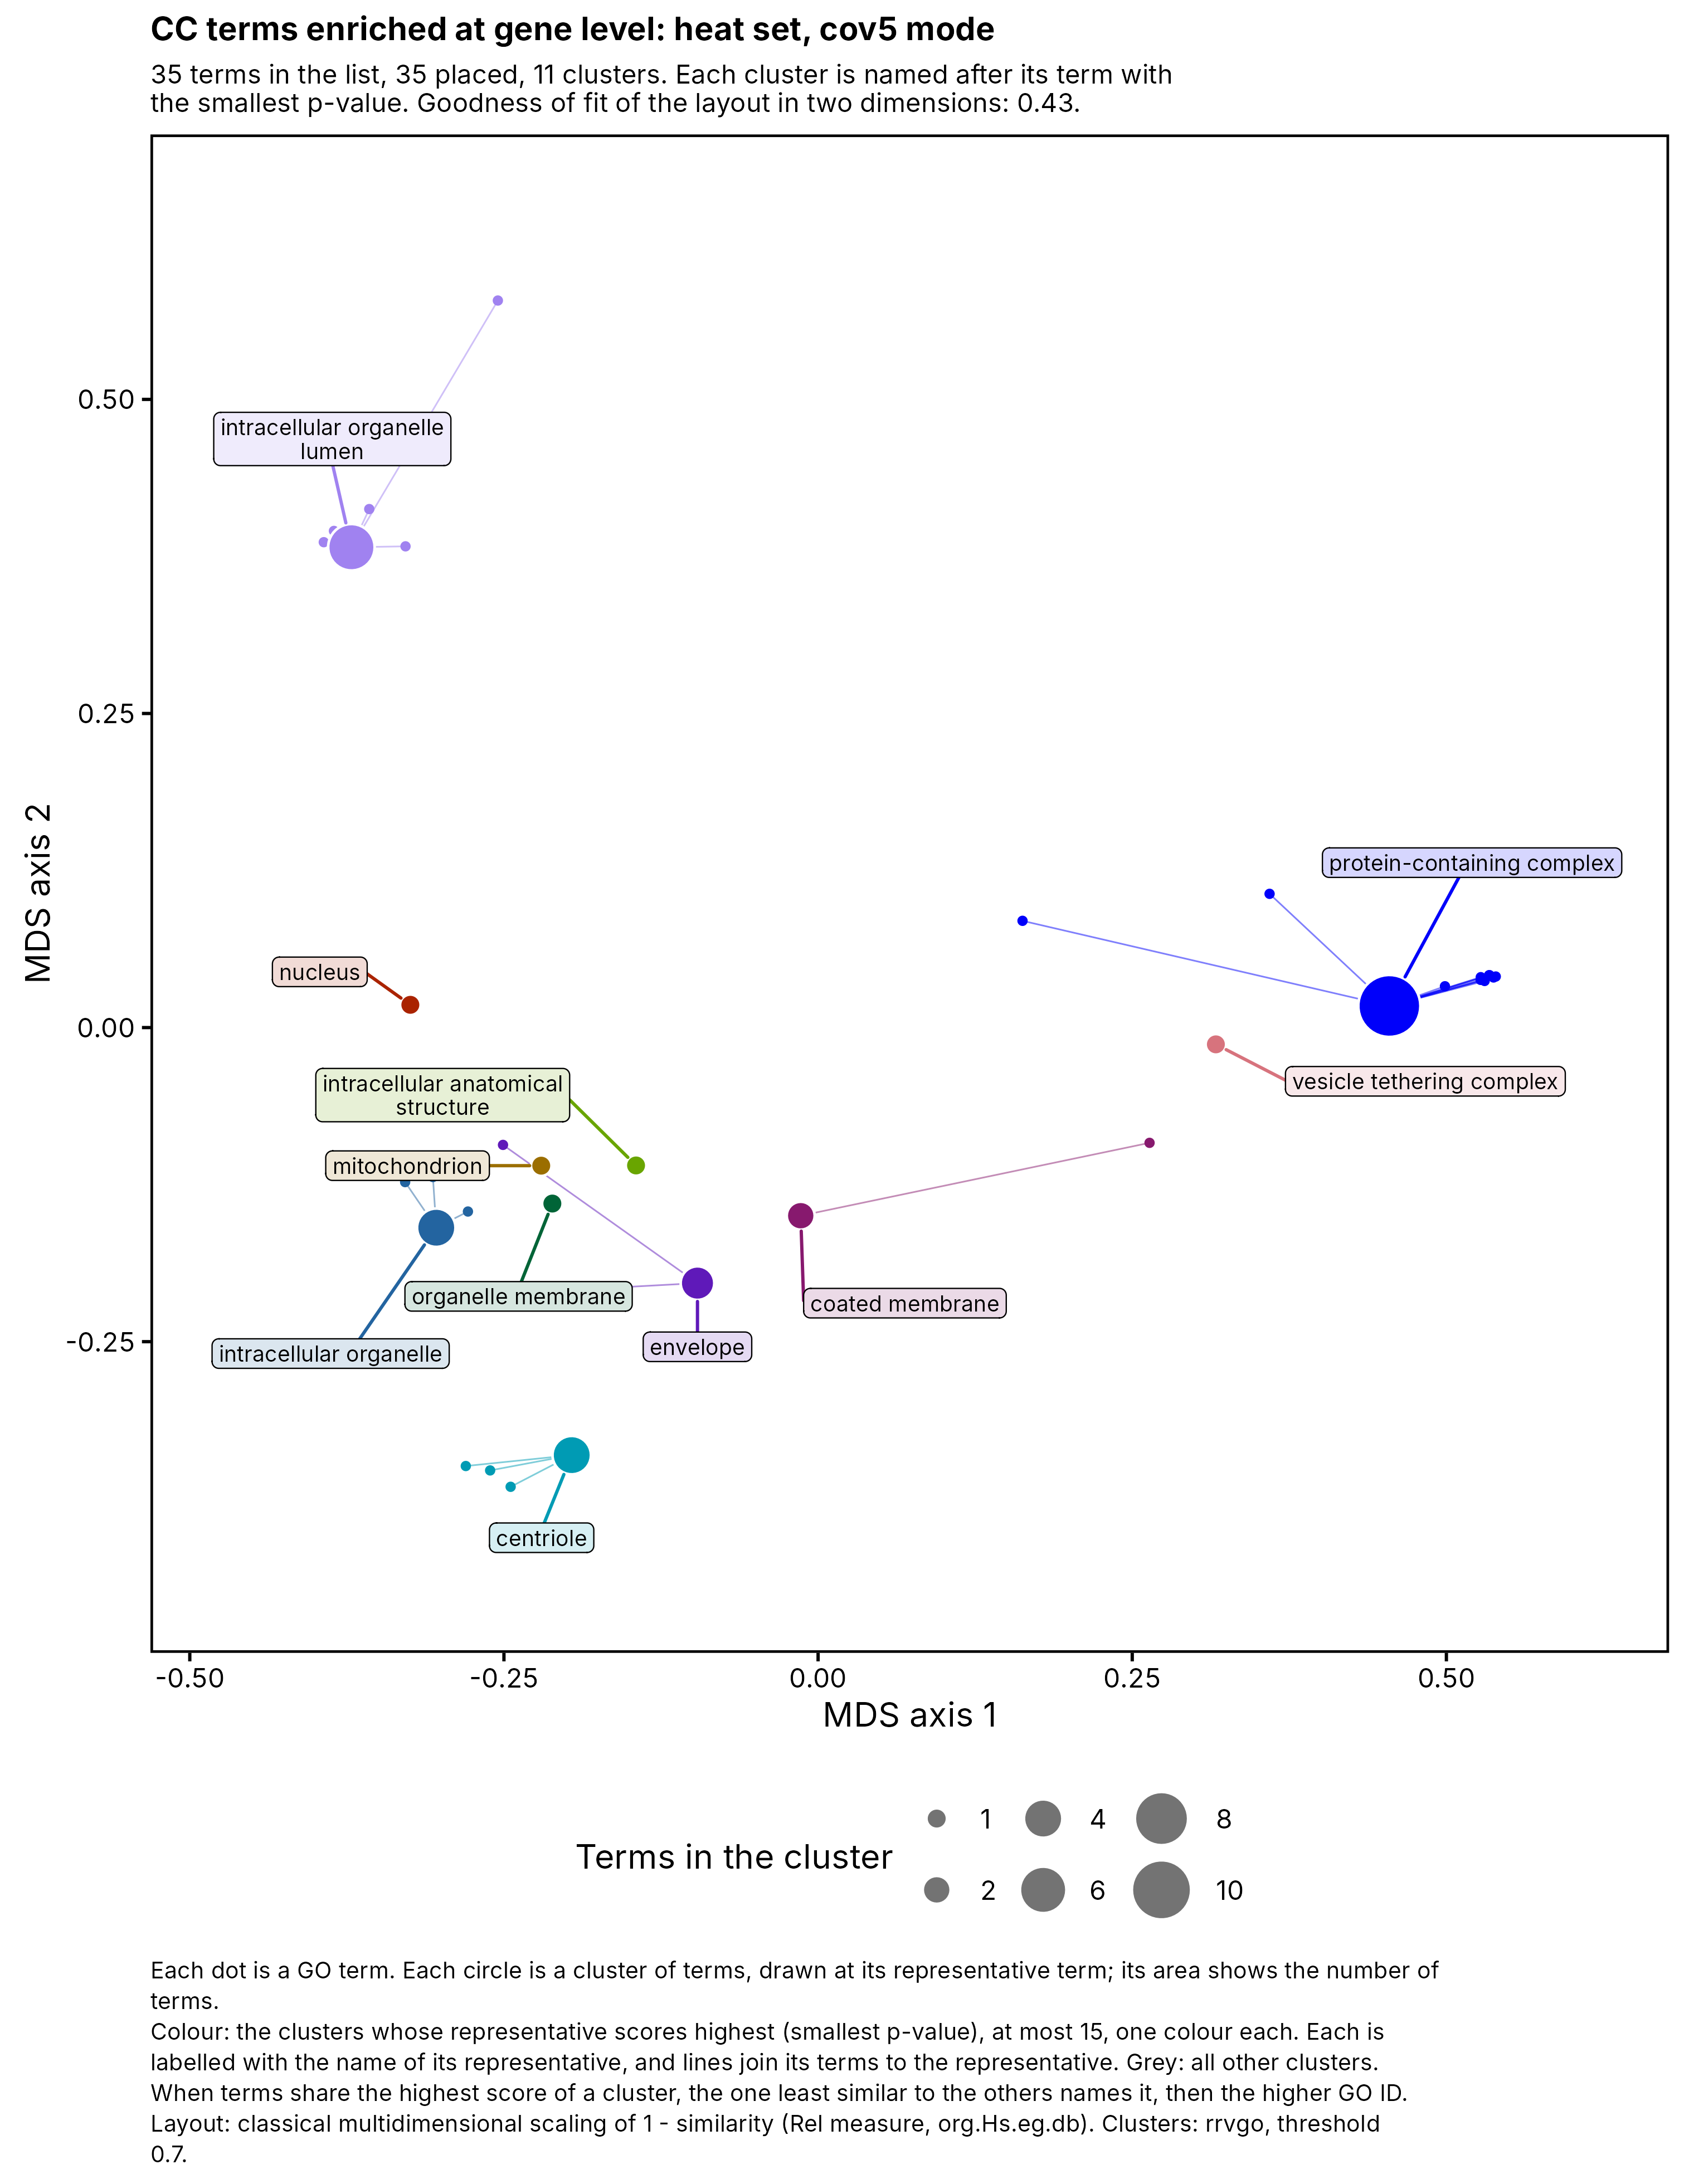 CC terms enriched at gene level: heat set, cov5 mode
35 terms in the list, 35 placed, 11 clusters. Each cluster is named after its term with
the smallest p-value. Goodness of fit of the layout in two dimensions: 0.43.
MDS axis 2
0.50
0.25
0.00
-0.25
intracellular organelle
lumen
protein-containing complex
nucleus
vesicle tethering complex
intracellular anatomical
structure
mitochondrion
organelle membrane
coated membrane
envelope
intracellular organelle
centriole
-0.50
-0.25
0.00
0.25
0.50
MDS axis 1
Terms in the cluster
1
4
8
2
6
10
Each dot is a GO term. Each circle is a cluster of terms, drawn at its representative term; its area shows the number of
terms.
Colour: the clusters whose representative scores highest (smallest p-value), at most 15, one colour each. Each is
labelled with the name of its representative, and lines join its terms to the representative. Grey: all other clusters.
When terms share the highest score of a cluster, the one least similar to the others names it, then the higher GO ID.
Layout: classical multidimensional scaling of 1 - similarity (Rel measure, org.Hs.eg.db). Clusters: rrvgo, threshold
0.7.